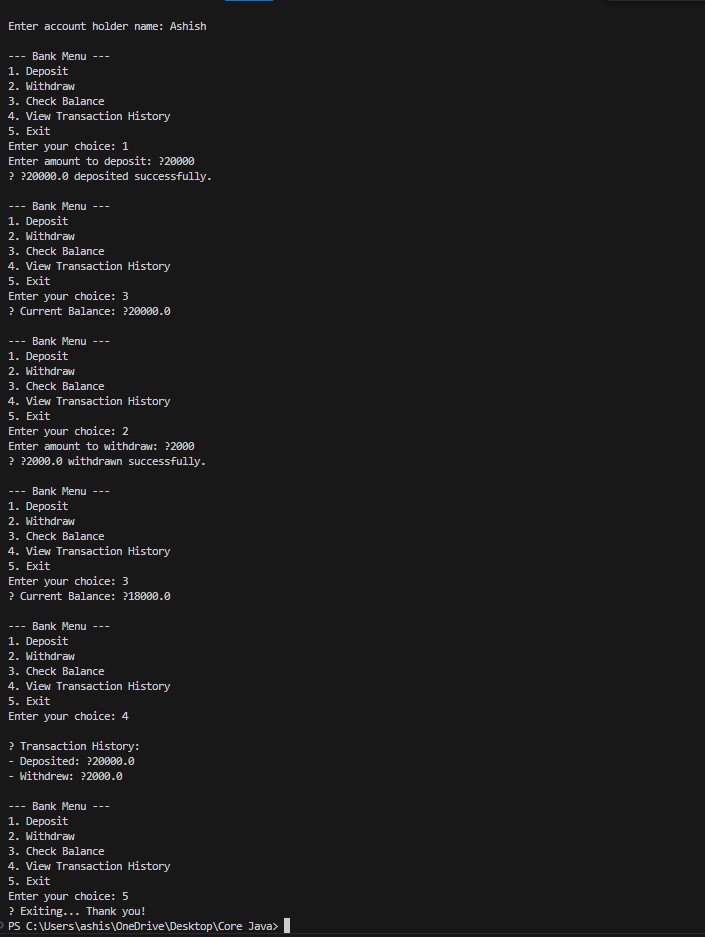 Enter account holder name: Ashish
--- Bank Menu ---
1. Deposit
2. Withdraw
3. Check Balance
4. View Transaction History
5. Exit
Enter your choice: 1
Enter amount to deposit: ?20000
? ?20000.0 deposited successfully.
--- Bank Menu ---
1. Deposit
2. Withdraw
3. Check Balance
4. View Transaction History
5. Exit
Enter your choice: 3
? Current Balance: ?20000.0
--- Bank Menu ---
1. Deposit
2. Withdraw
3. Check Balance
4. View Transaction History
5. Exit
Enter your choice: 2
Enter amount to withdraw: ?2000
? ?2000.0 withdrawn successfully.
--- Bank Menu ---
1. Deposit
2. Withdraw
3. Check Balance
4. View Transaction History
5. Exit
Enter your choice: 3
? Current Balance: ?18000.0
--- Bank Menu ---
1. Deposit
2. Withdraw
3. Check Balance
4. View Transaction History
5. Exit
Enter your choice: 4
? Transaction History:
- Deposited: ?20000.0
- Withdrew: ?2000.0
--- Bank Menu ---
1. Deposit
2. Withdraw
3. Check Balance
4. View Transaction History
5. Exit
Enter your choice: 5
? Exiting... Thank you!
PS C:\Users\ashis\OneDrive\Desktop\Core Java>